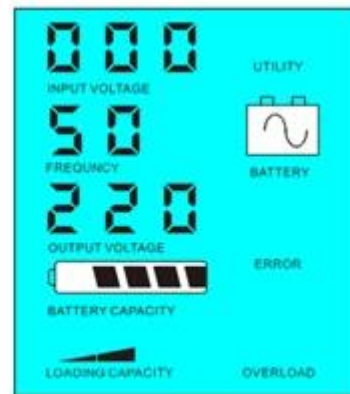 000
INPUT VOLTAGE
UTILITY
50
FREQUNCY
BATTERY
220
OUTPUT VOLTAGE
ERROR
BATTERY CAPACITY
LOADING CAPACITY
OVERLOAD